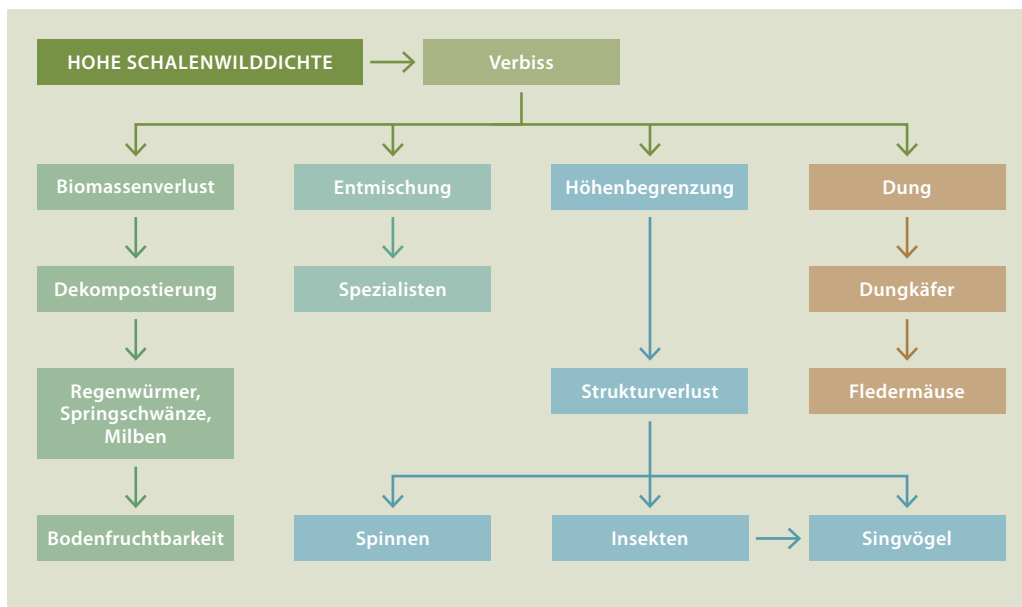 HOHE SCHALENWILDDICHTE
Verbiss
Biomassenverlust
Entmischung
Höhenbegrenzung
Dung
Dekompostierung
Spezialisten
Dungkäfer
Regenwürmer,
Springschwänze,
Milben
Strukturverlust
Fledermäuse
Bodenfruchtbarkeit
Spinnen
Insekten
Singvögel